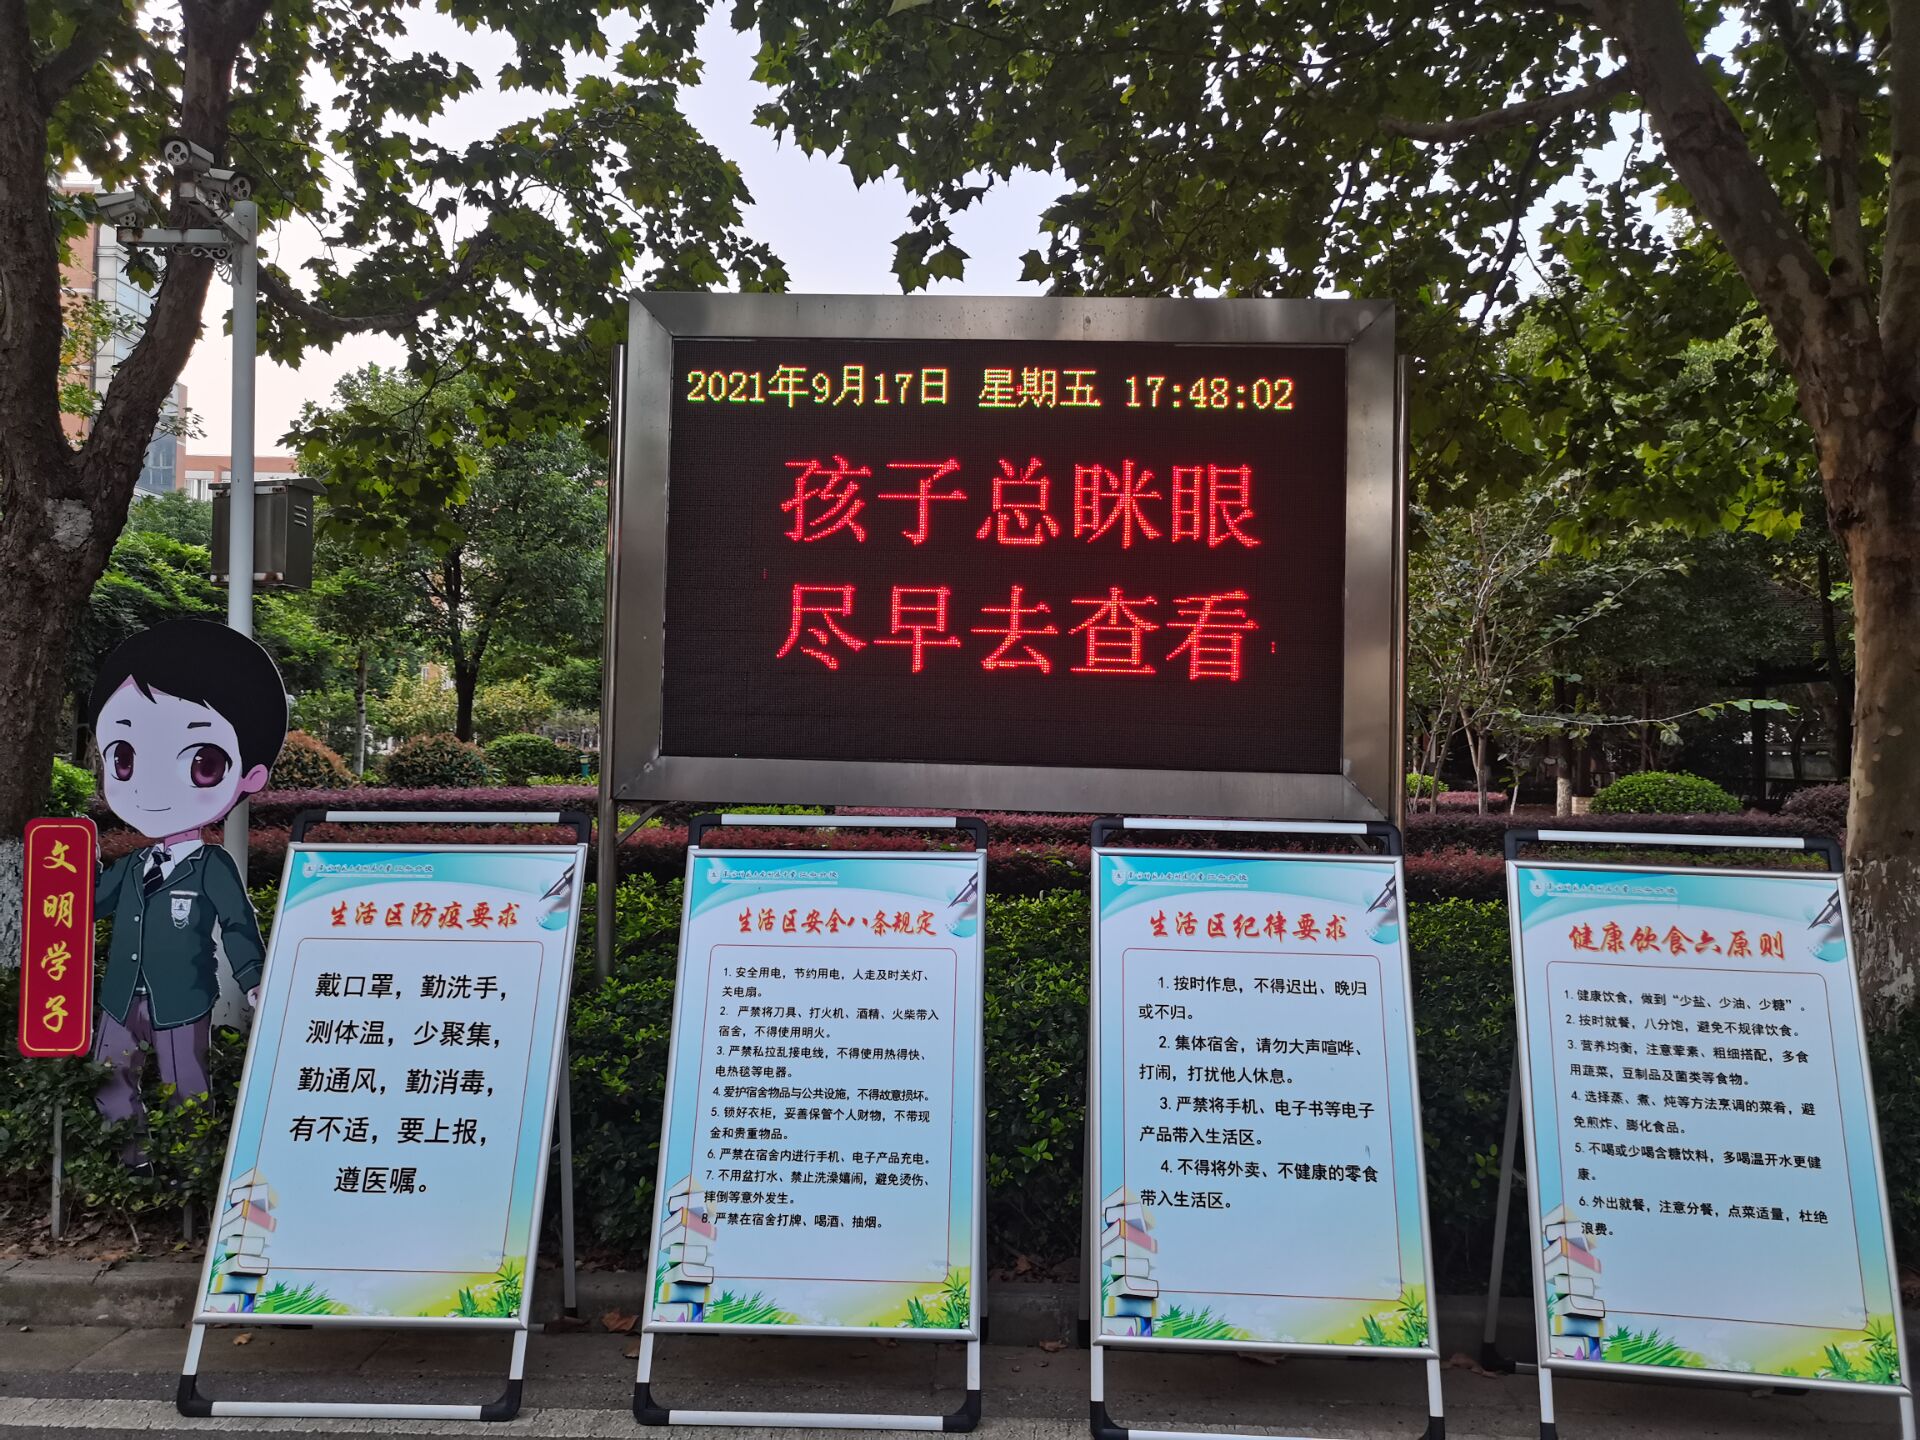 2021年9月17日 星期五 17:48:02
孩子总眯眼
尽早去查看
文明学子
生活区防疫要求
戴口罩，勤洗手，
测体温，少聚集，
勤通风，勤消毒，
有不适，要上报，
遵医嘱。
生活区安全八条规定
1. 安全用电，节约用电，人走及时关灯、
关电扇。
2. 严禁将刀具、打火机、酒精、火柴带入
宿舍，不得使用明火。
3. 严禁私拉乱接电线，不得使用热得快、
电热毯等电器。
4. 爱护宿舍物品与公共设施，不得故意损坏。
5. 锁好衣柜，妥善保管个人财物，不带现
金和贵重物品。
6. 严禁在宿舍内进行手机、电子产品充电。
7. 不用盆打水、禁止洗澡嬉闹，避免烫伤、
摔倒等意外发生。
8. 严禁在宿舍打牌、喝酒、抽烟。
生活区纪律要求
1. 按时作息，不得迟出、晚归
或不归。
2. 集体宿舍，请勿大声喧哗、
打闹，打扰他人休息。
3. 严禁将手机、电子书等电子
产品带入生活区。
4. 不得将外卖、不健康的零食
带入生活区。
健康饮食六原则
1. 健康饮食，做到“少盐、少油、少糖”。
2. 按时就餐，八分饱，避免不规律饮食。
3. 营养均衡，注意荤素、粗细搭配，多食
用蔬菜，豆制品及菌类等食物。
4. 选择蒸、煮、炖等方法烹调的菜肴，避
免煎炸、膨化食品。
5. 不喝或少喝含糖饮料，多喝温开水更健
康。
6. 外出就餐，注意分餐，点菜适量，杜绝
浪费。